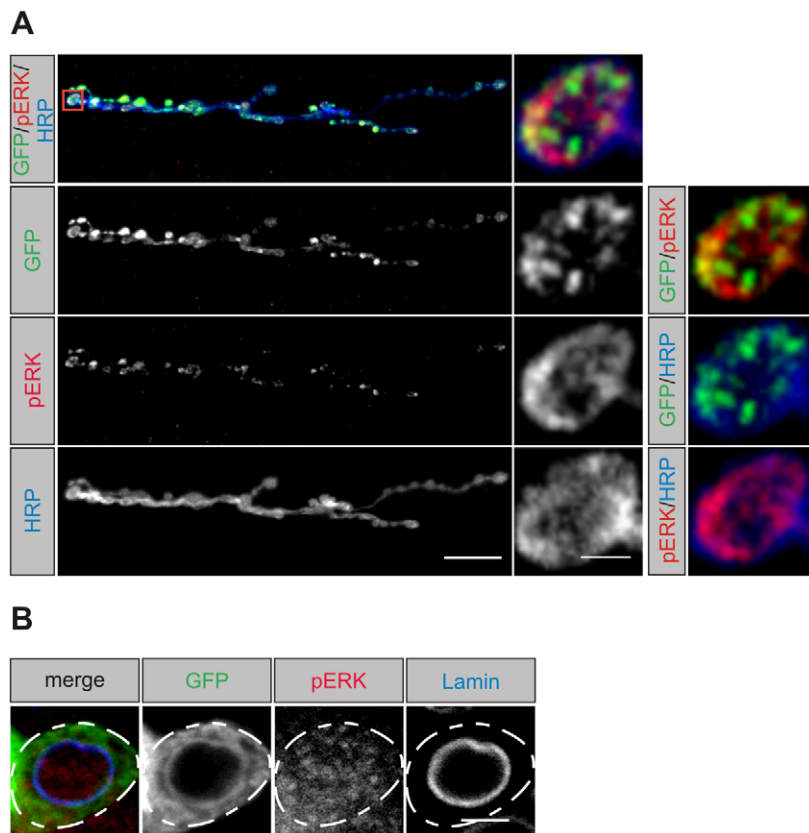 A
GFP/pERK/
HRP
GFP
GFP/pERK
pERK
GFP/HRP
HRP
pERK/HRP
B
merge
GFP
pERK
Lamin